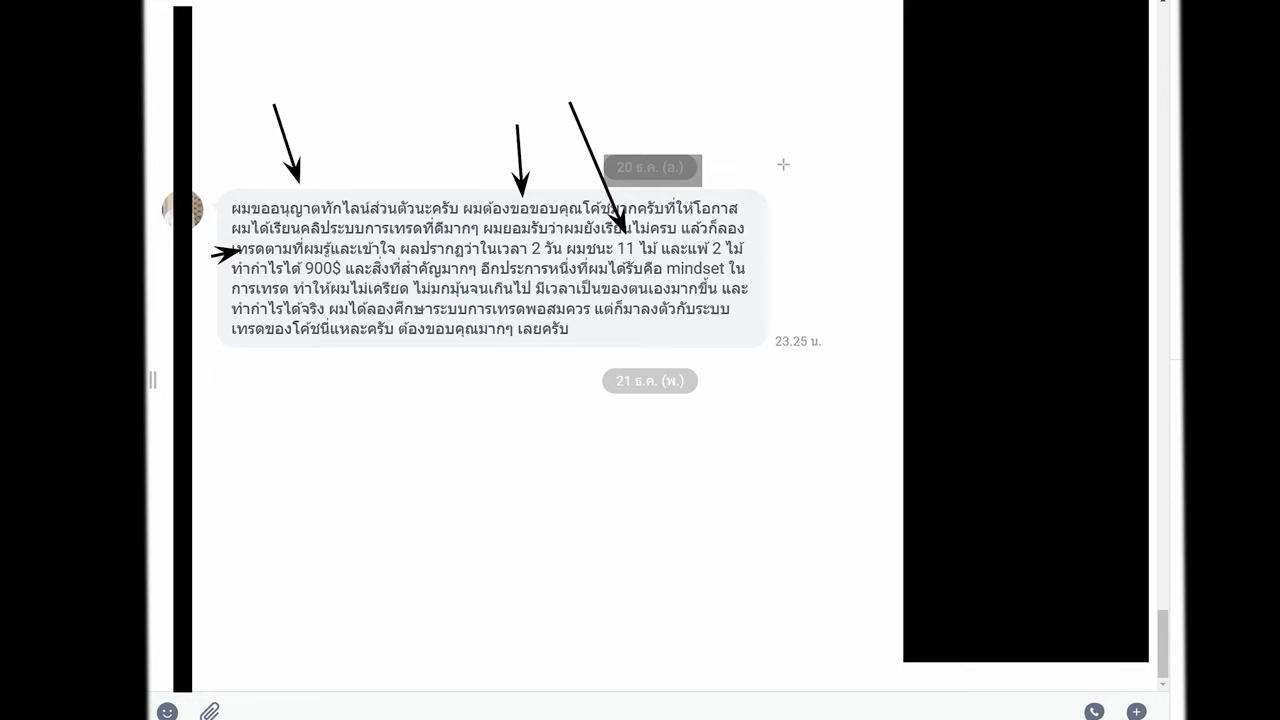 20 ธ.ค. (อ.)
ผมขออนุญาตทักไลน์ส่วนตัวนะครับ ผมต้องขอขอบคุณโค้ชมากครับที่ให้โอกาส
ผมได้เรียนคลิประบบการเทรดที่ดีมากๆ ผมยอมรับว่าผมยังเรียนไม่ครบ แล้วก็ลอง
เทรดตามที่ผมรู้และเข้าใจ ผลปรากฏว่าในเวลา 2 วัน ผมชนะ 11 ไม้ และแพ้ 2 ไม้
ทำกำไรได้ 900$ และสิ่งที่สำคัญมากๆ อีกประการหนึ่งที่ผมได้รับคือ mindset ใน
การเทรด ทำให้ผมไม่เครียด ไม่มกมุ้นจนเกินไป มีเวลาเป็นของตนเองมากขึ้น และ
ทำกำไรได้จริง ผมได้ลองศึกษาระบบการเทรดพอสมควร แต่ก็มาลงตัวกับระบบ
เทรดของโค้ชนี่แหละครับ ต้องขอบคุณมากๆ เลยครับ
23.25 น.
21 ธ.ค. (พ.)